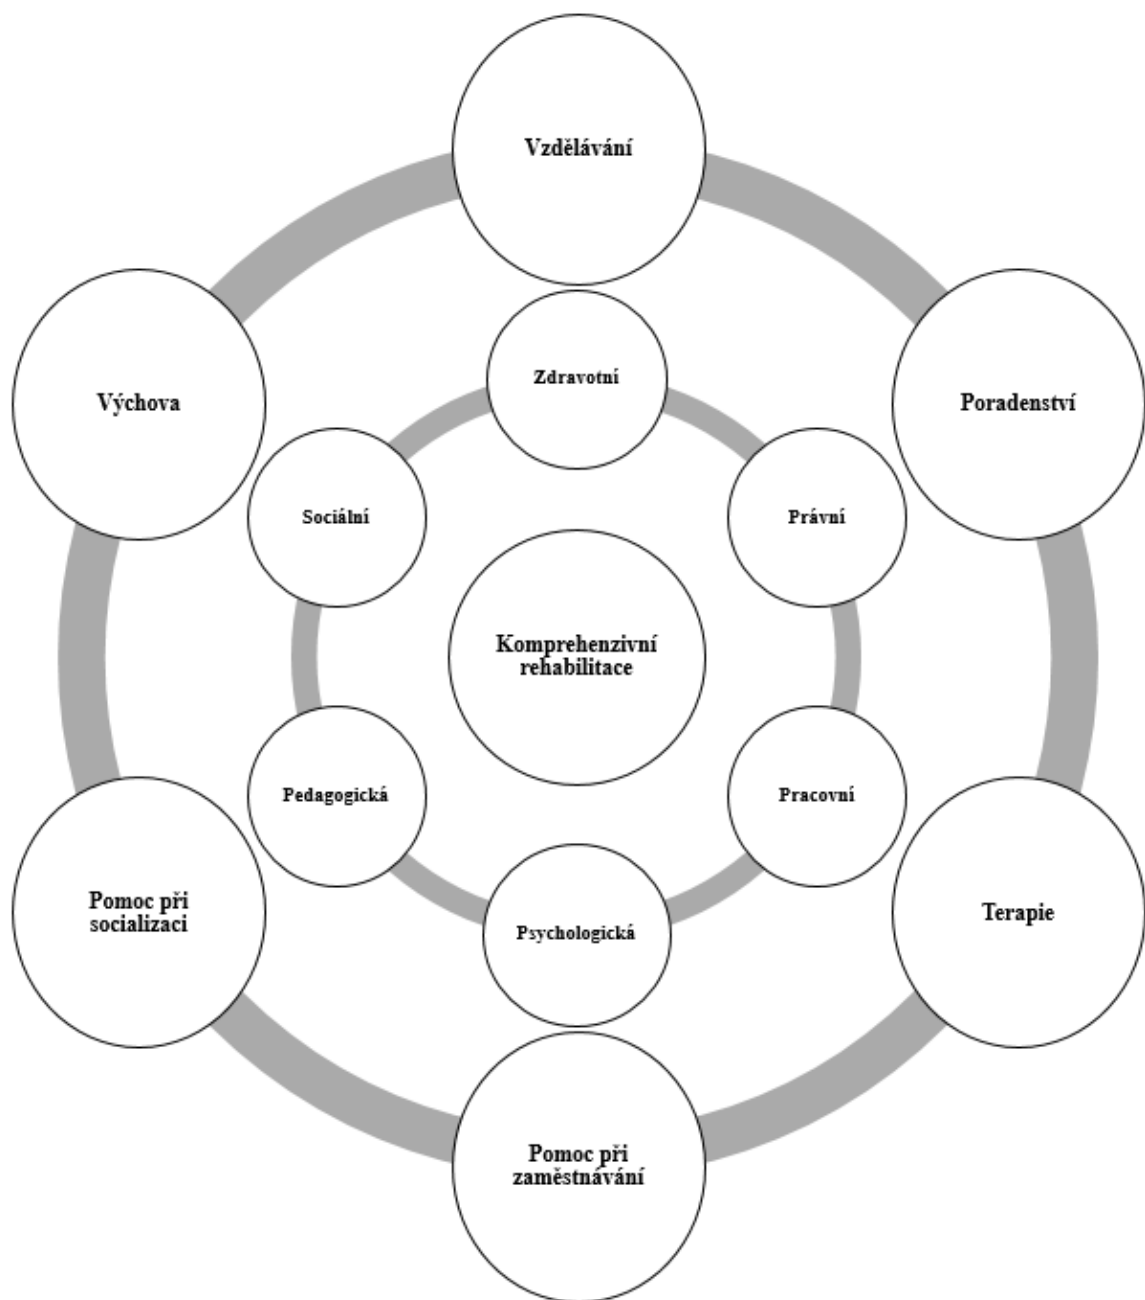 Vzdělávání
Výchova
Poradenství
Zdravotní
Sociální
Právní
Komprehenzivní
rehabilitace
Pedagogická
Pracovní
Psychologická
Pomoc při
socializaci
Terapie
Pomoc při
zaměstnávání